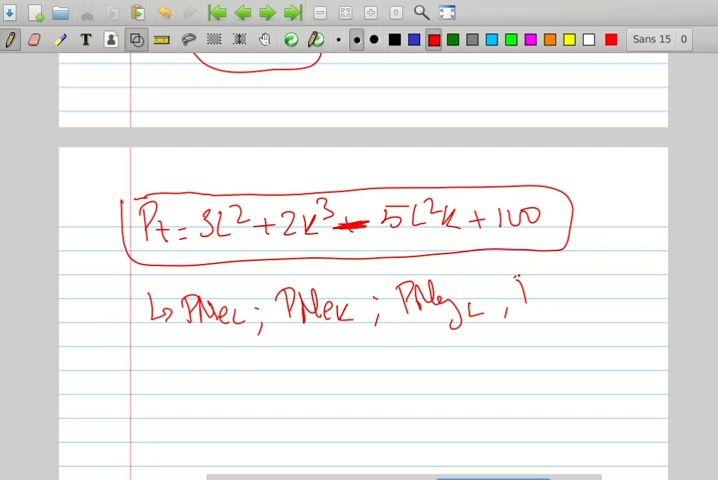 Sans 15 0
Pt = 3L² + 2K³ - 5L²K + 100
↳ PMeL ; PMeK ; PMgL ,